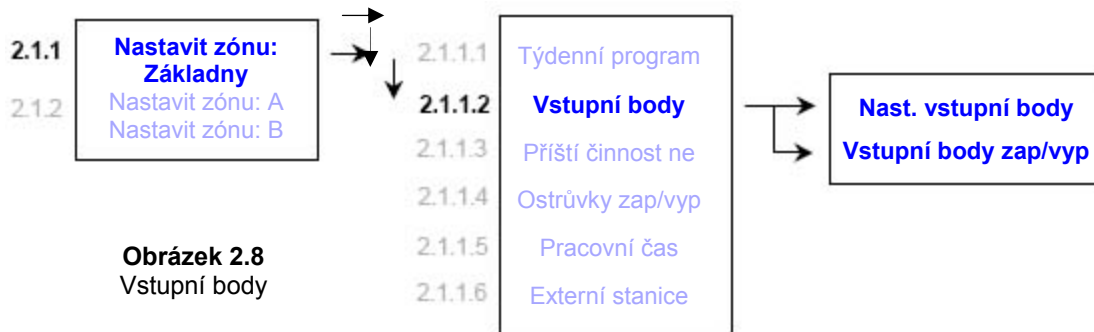 2.1.1
Nastavit zónu:
Základny
2.1.2
Nastavit zónu: A
Nastavit zónu: B
2.1.1.1 Týdenní program
2.1.1.2 Vstupní body
2.1.1.3 Příští činnost ne
2.1.1.4 Ostrůvky zap/vyp
2.1.1.5 Pracovní čas
2.1.1.6 Externí stanice
Nast. vstupní body
Vstupní body zap/vyp
Obrázek 2.8
Vstupní body